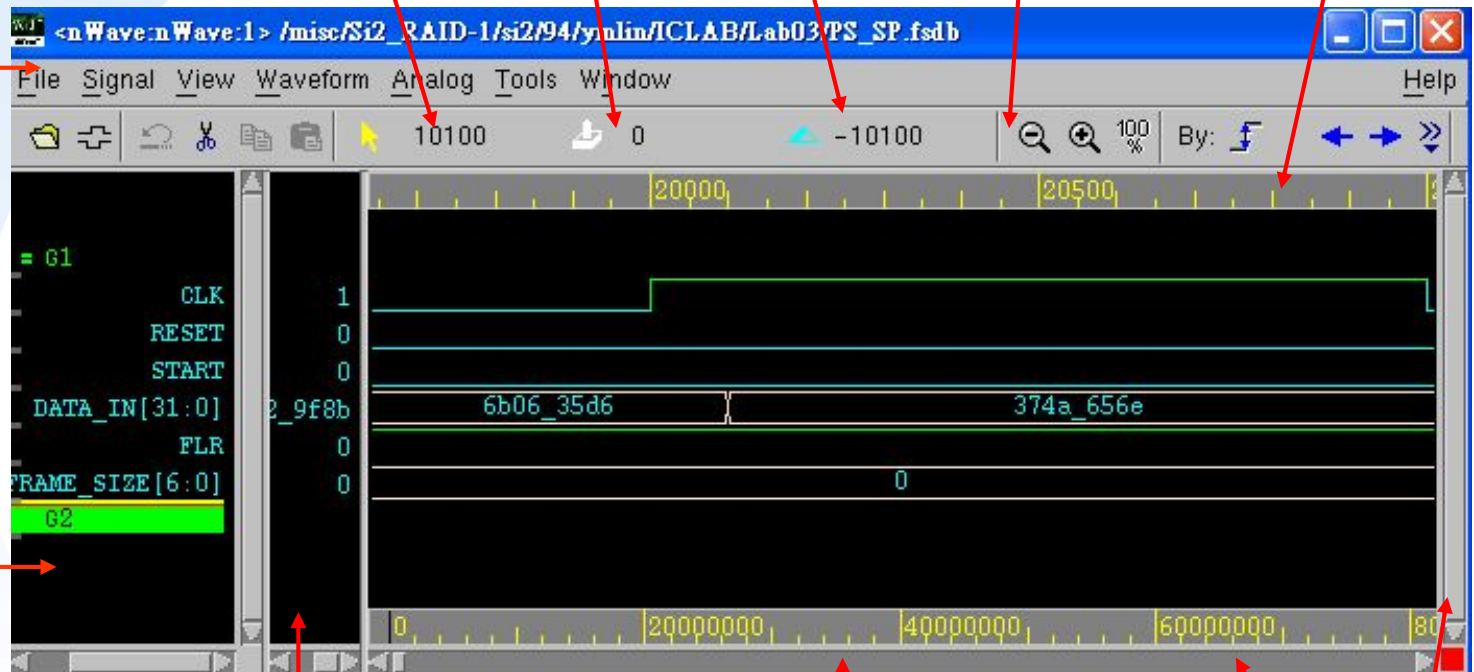 <nWave:nWave:1> /misc/Si2_RAID-1/si2/94/ymlin/ICLAB/Lab03/PS_SP.fsdb
File Signal View Waveform Analog Tools Window Help
10100 0 -10100 100 % By:
20000 20500
= G1
CLK 1
RESET 0
START 0
DATA_IN[31:0] 2_9f8b 6b06_35d6 374a_656e
FLR 0
FRAME_SIZE[6:0] 0 0
G2
0 20000000 40000000 60000000 80